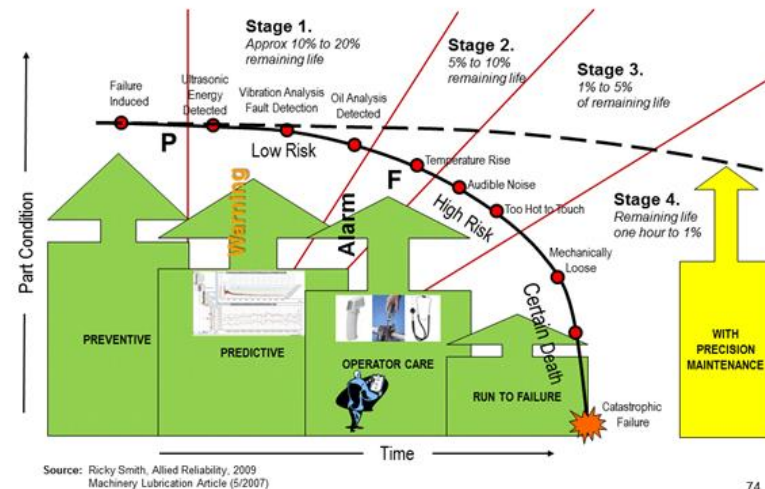 Stage 1.
Approx 10% to 20%
remaining life
Stage 2.
5% to 10%
remaining life
Stage 3.
1% to 5%
of remaining life
Failure
Induced
Ultrasonic
Energy
Detected
Vibration Analysis
Fault Detection
Oil Analysis
Detected
P
Low Risk
F
Temperature Rise
Audible Noise
Too Hot to Touch
High Risk
Stage 4.
Remaining life
one hour to 1%
Mechanically
Loose
Certain Death
Catastrophic
Failure
Warning
Alarm
Part Condition
PREVENTIVE
PREDICTIVE
OPERATOR CARE
RUN TO FAILURE
WITH
PRECISION
MAINTENANCE
Time
Source: Ricky Smith, Allied Reliability, 2009
Machinery Lubrication Article (5/2007)
74